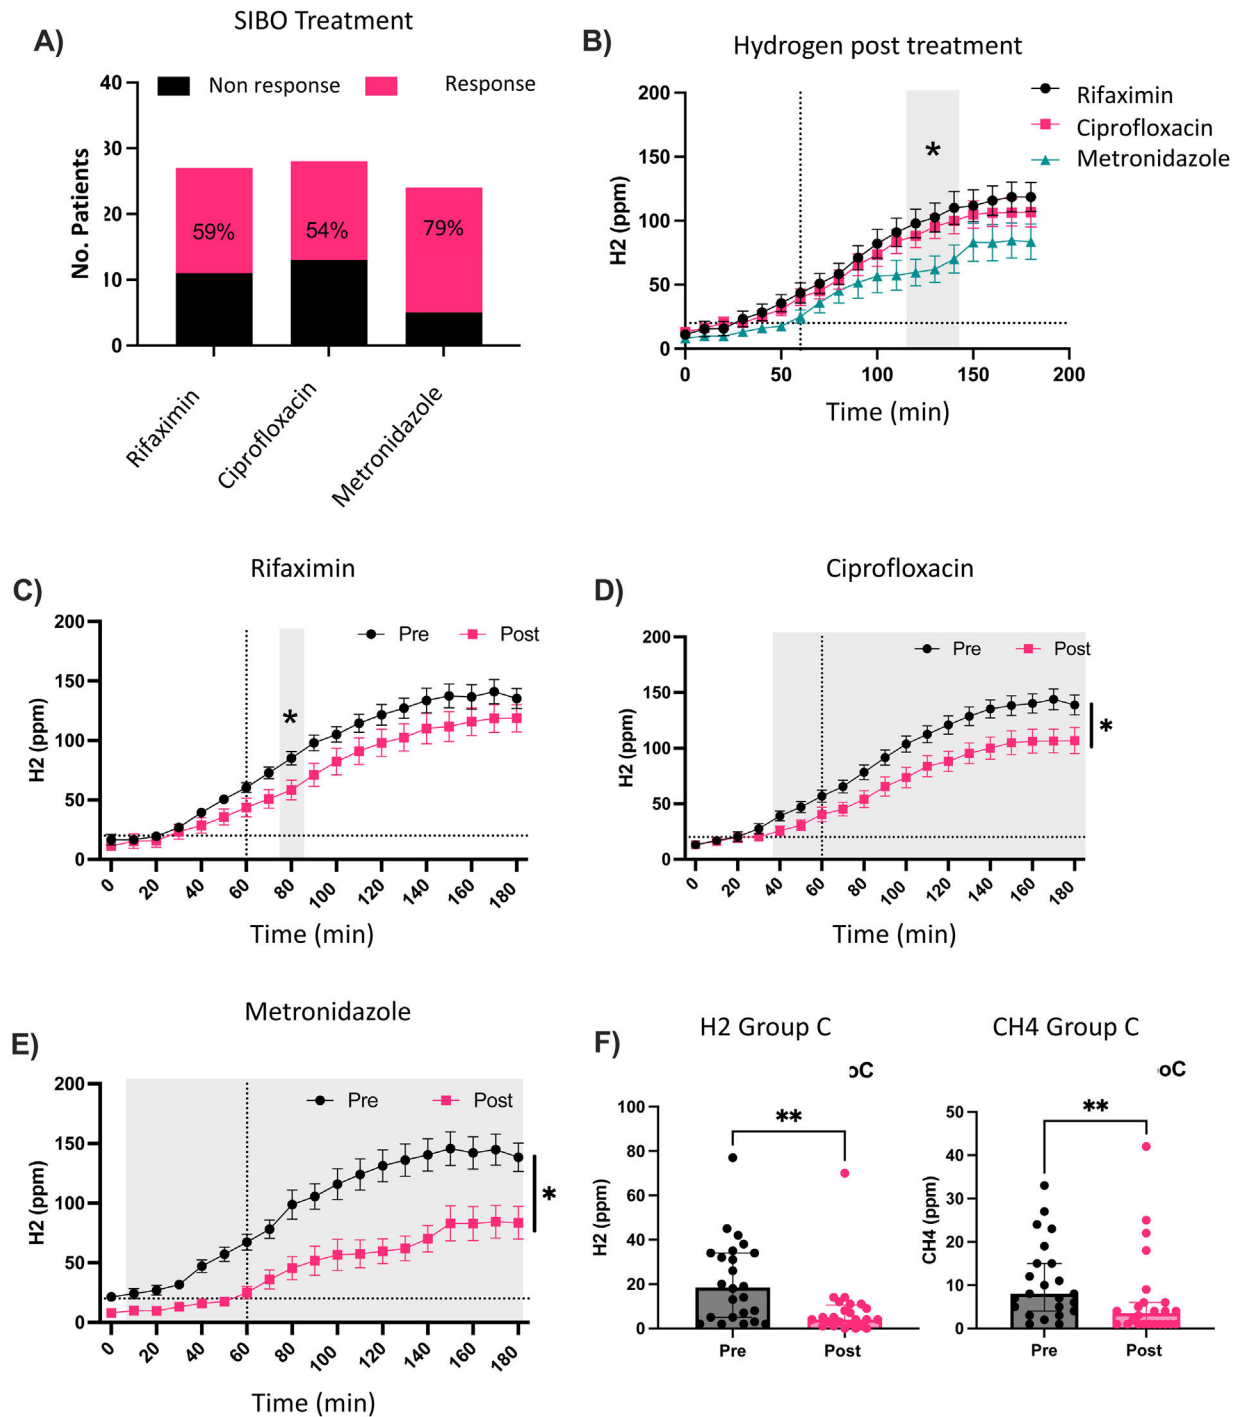 A)
SIBO Treatment
Non response
Response
No. Patients
40
30
20
10
0
59%
54%
79%
Rifaximin
Ciprofloxacin
Metronidazole
B)
Hydrogen post treatment
Rifaximin
Ciprofloxacin
Metronidazole
H2 (ppm)
200
150
100
50
0
*
0 50 100 150 200
Time (min)
C)
Rifaximin
Pre Post
H2 (ppm)
200
150
100
50
0
*
0 20 40 60 80 100 120 140 160 180
Time (min)
D)
Ciprofloxacin
Pre Post
H2 (ppm)
200
150
100
50
0
*
0 20 40 60 80 100 120 140 160 180
Time (min)
E)
Metronidazole
Pre Post
H2 (ppm)
200
150
100
50
0
*
0 20 40 60 80 100 120 140 160 180
Time (min)
F)
H2 Group C
oC
**
H2 (ppm)
100
80
60
40
20
0
Pre Post
CH4 Group C
oC
**
CH4 (ppm)
50
40
30
20
10
0
Pre Post